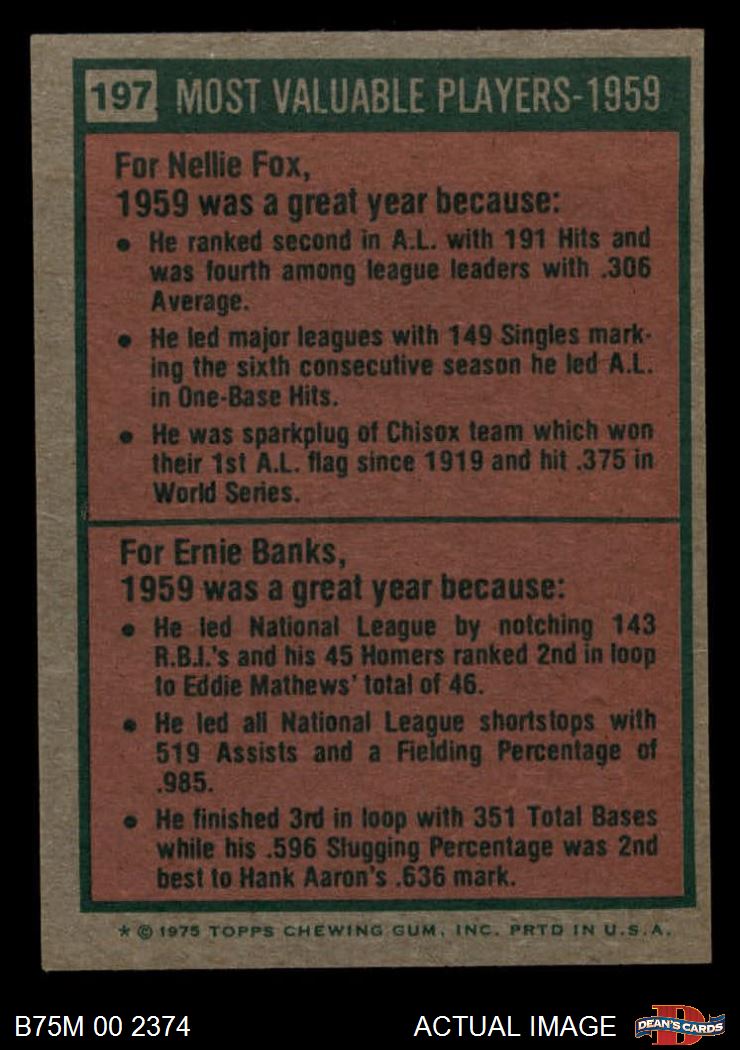 197 MOST VALUABLE PLAYERS-1959
For Nellie Fox,
1959 was a great year because:
● He ranked second in A.L. with 191 Hits and
was fourth among league leaders with .306
Average.
● He led major leagues with 149 Singles mark-
ing the sixth consecutive season he led A.L.
in One-Base Hits.
● He was sparkplug of Chisox team which won
their 1st A.L. flag since 1919 and hit .375 in
World Series.
For Ernie Banks,
1959 was a great year because:
● He led National League by notching 143
R.B.I.'s and his 45 Homers ranked 2nd in loop
to Eddie Mathews' total of 46.
● He led all National League shortstops with
519 Assists and a Fielding Percentage of
.985.
● He finished 3rd in loop with 351 Total Bases
while his .596 Slugging Percentage was 2nd
best to Hank Aaron's .636 mark.
* © 1975 TOPPS CHEWING GUM, INC. PRTD IN U.S.A.
B75M 00 2374 ACTUAL IMAGE D DEAN'S CARDS